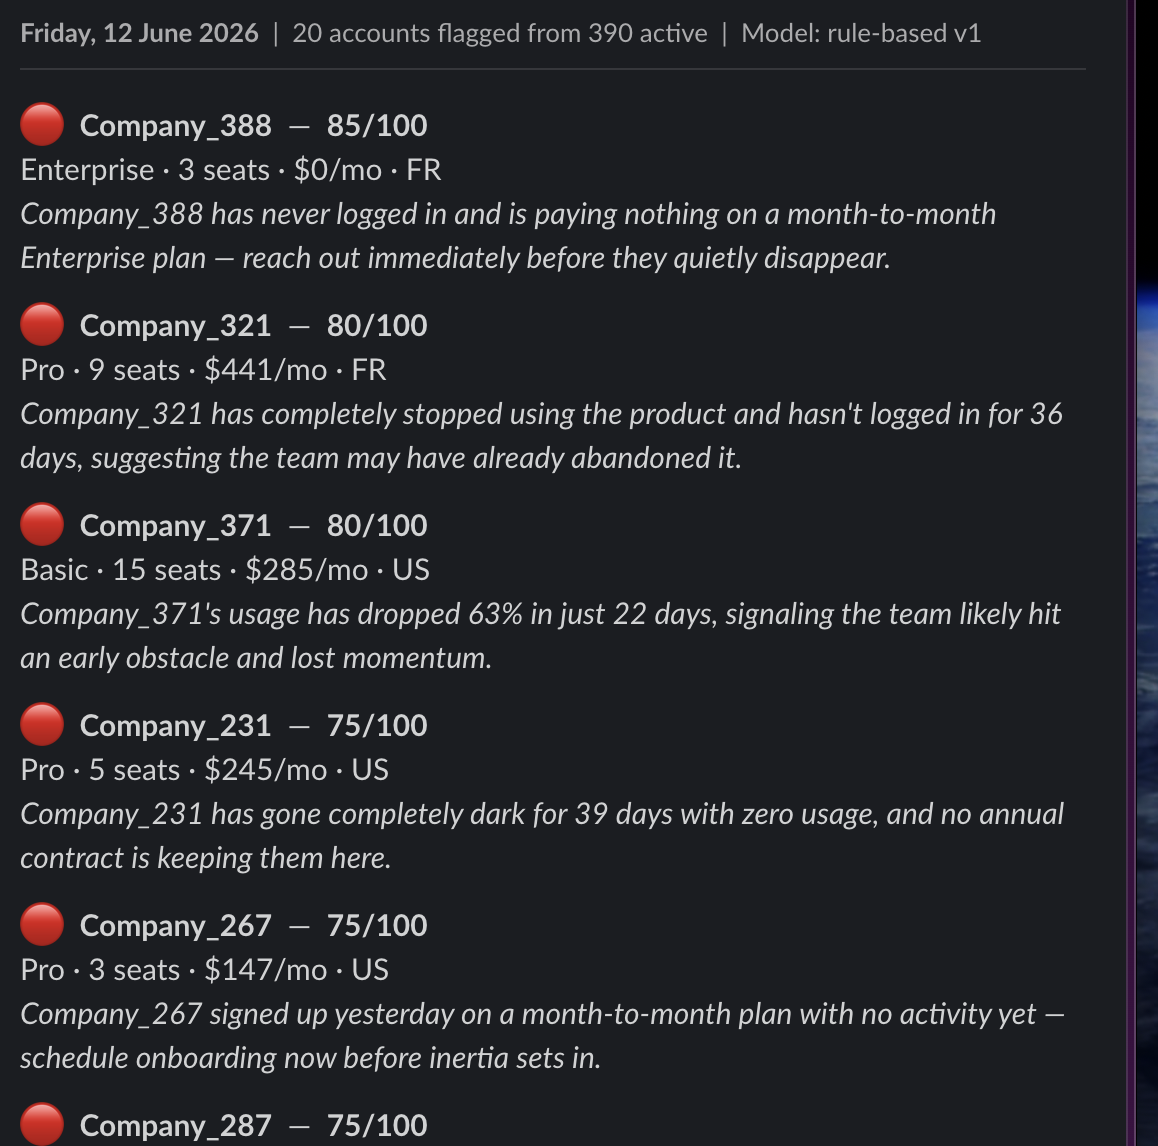 Friday, 12 June 2026 | 20 accounts flagged from 390 active | Model: rule-based v1
Company_388 — 85/100
Enterprise · 3 seats · $0/mo · FR
Company_388 has never logged in and is paying nothing on a month-to-month
Enterprise plan — reach out immediately before they quietly disappear.
Company_321 — 80/100
Pro · 9 seats · $441/mo · FR
Company_321 has completely stopped using the product and hasn't logged in for 36
days, suggesting the team may have already abandoned it.
Company_371 — 80/100
Basic · 15 seats · $285/mo · US
Company_371's usage has dropped 63% in just 22 days, signaling the team likely hit
an early obstacle and lost momentum.
Company_231 — 75/100
Pro · 5 seats · $245/mo · US
Company_231 has gone completely dark for 39 days with zero usage, and no annual
contract is keeping them here.
Company_267 — 75/100
Pro · 3 seats · $147/mo · US
Company_267 signed up yesterday on a month-to-month plan with no activity yet —
schedule onboarding now before inertia sets in.
Company_287 — 75/100